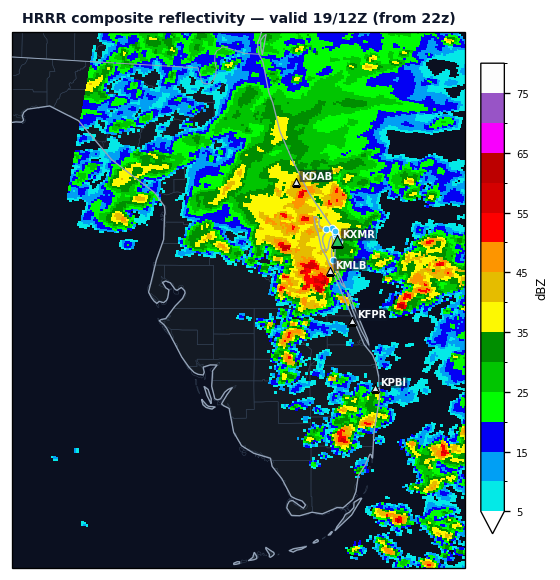 HRRR composite reflectivity — valid 19/12Z (from 22z)
KDAB
KXMR
KMLB
KFPR
KPBI
75
65
55
45
35
25
15
5
dBZ